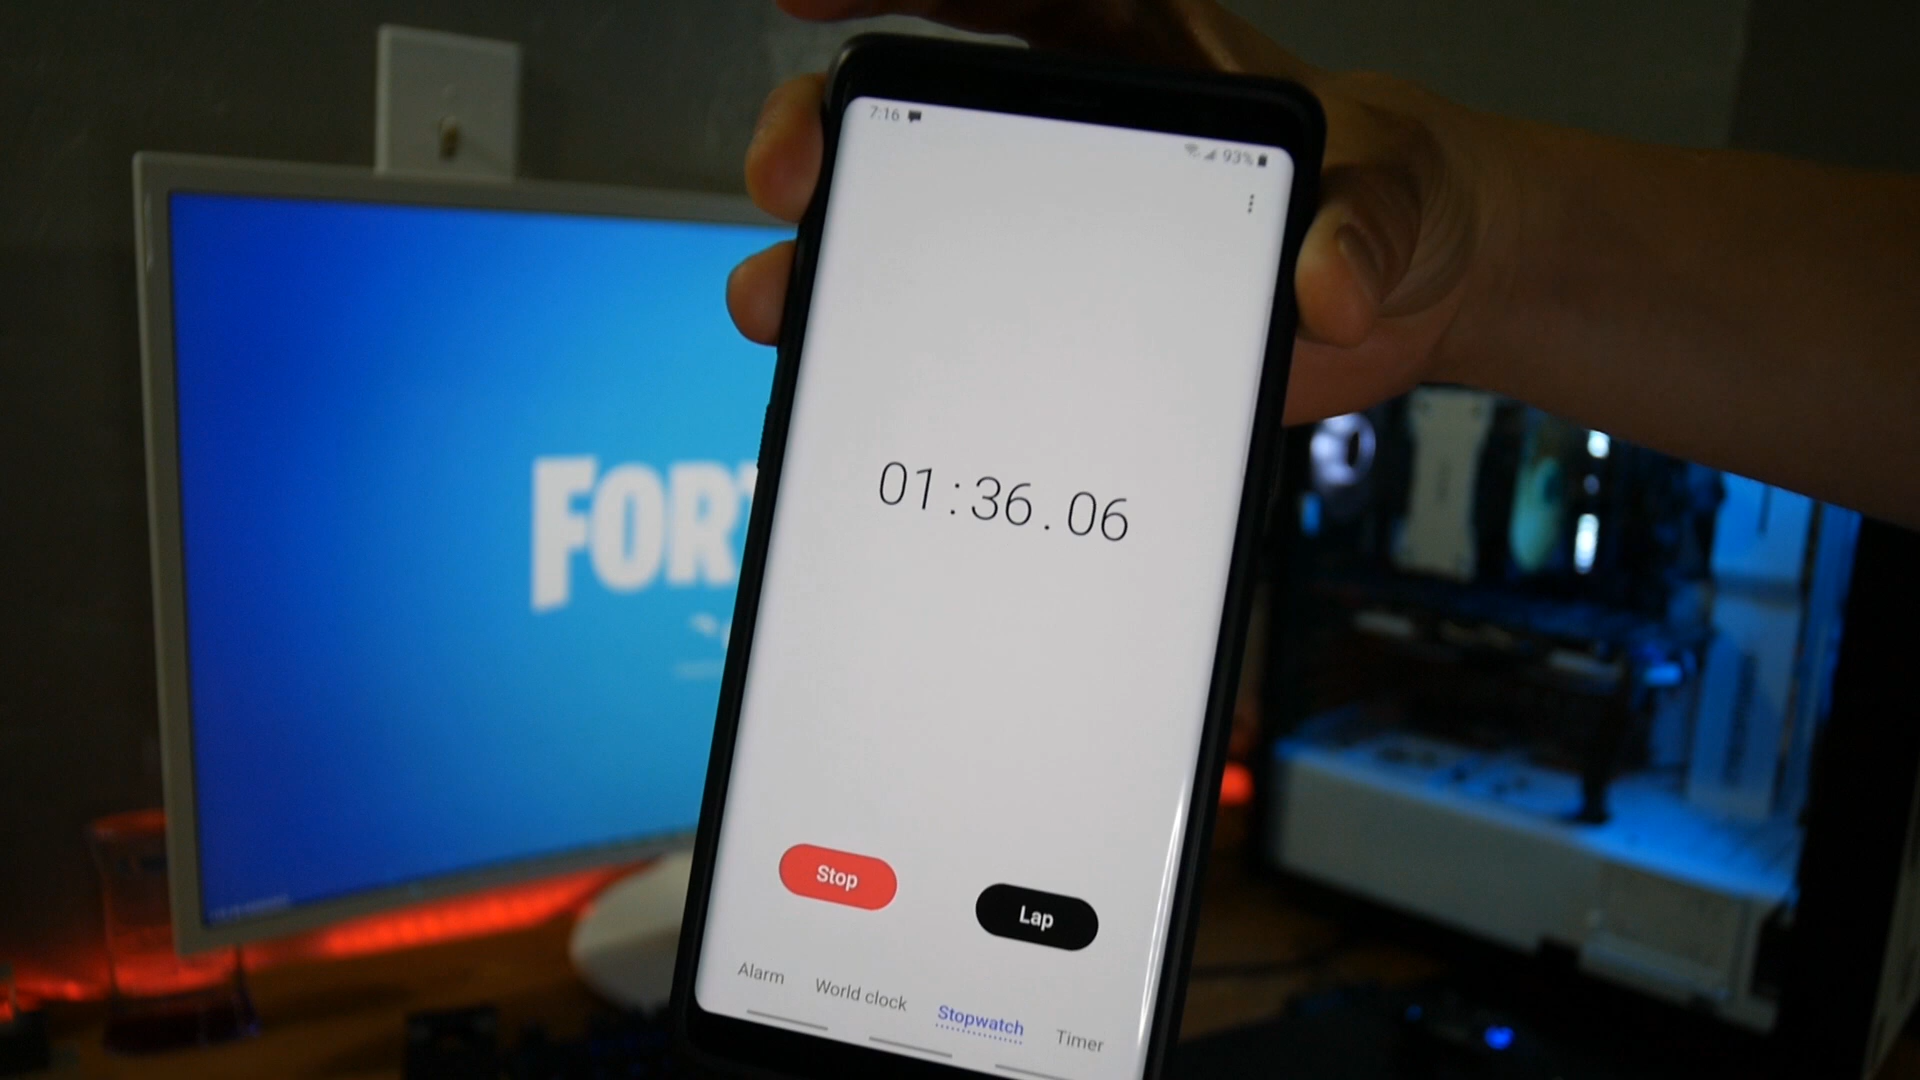 7:16
93%
FORT
01:36.06
Stop
Lap
Alarm
World clock
Stopwatch
Timer